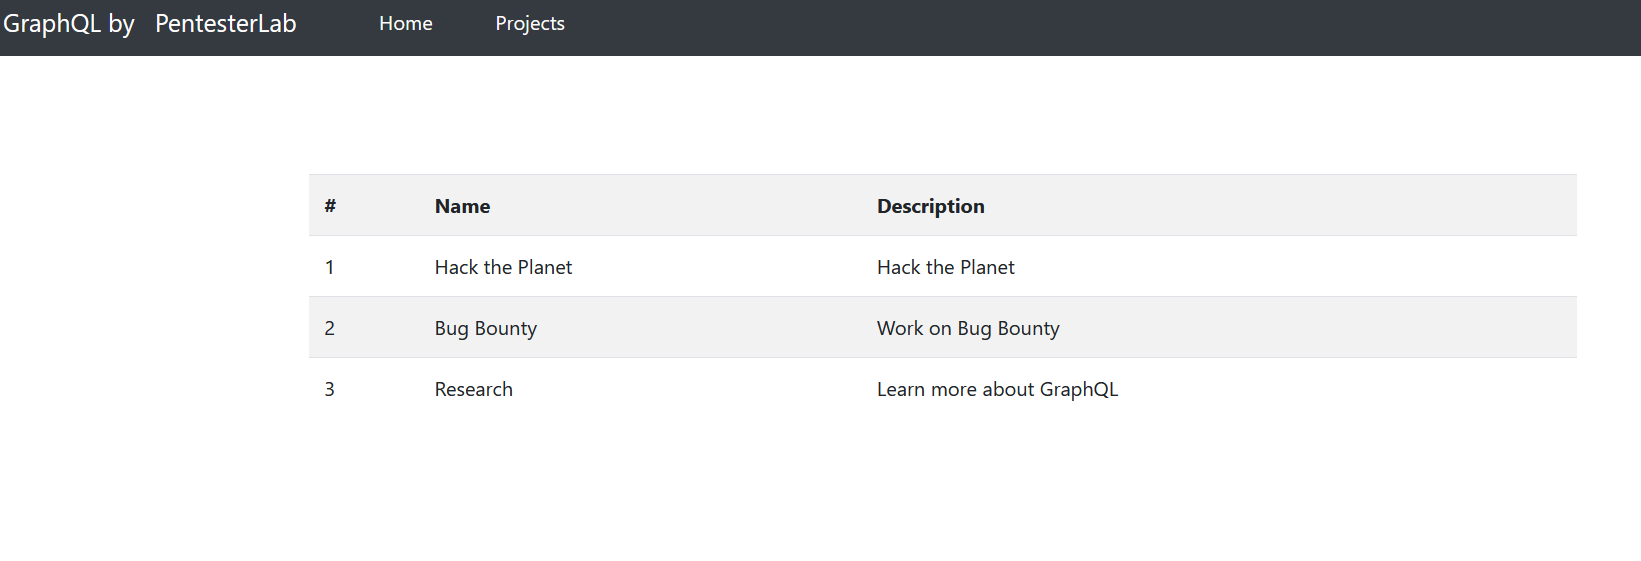 GraphQL by PentesterLab Home Projects
# Name Description
1 Hack the Planet Hack the Planet
2 Bug Bounty Work on Bug Bounty
3 Research Learn more about GraphQL